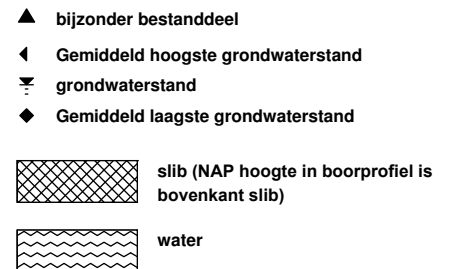 bijzonder bestanddeel
Gemiddeld hoogste grondwaterstand
grondwaterstand
Gemiddeld laagste grondwaterstand
slib (NAP hoogte in boorprofiel is
bovenkant slib)
water